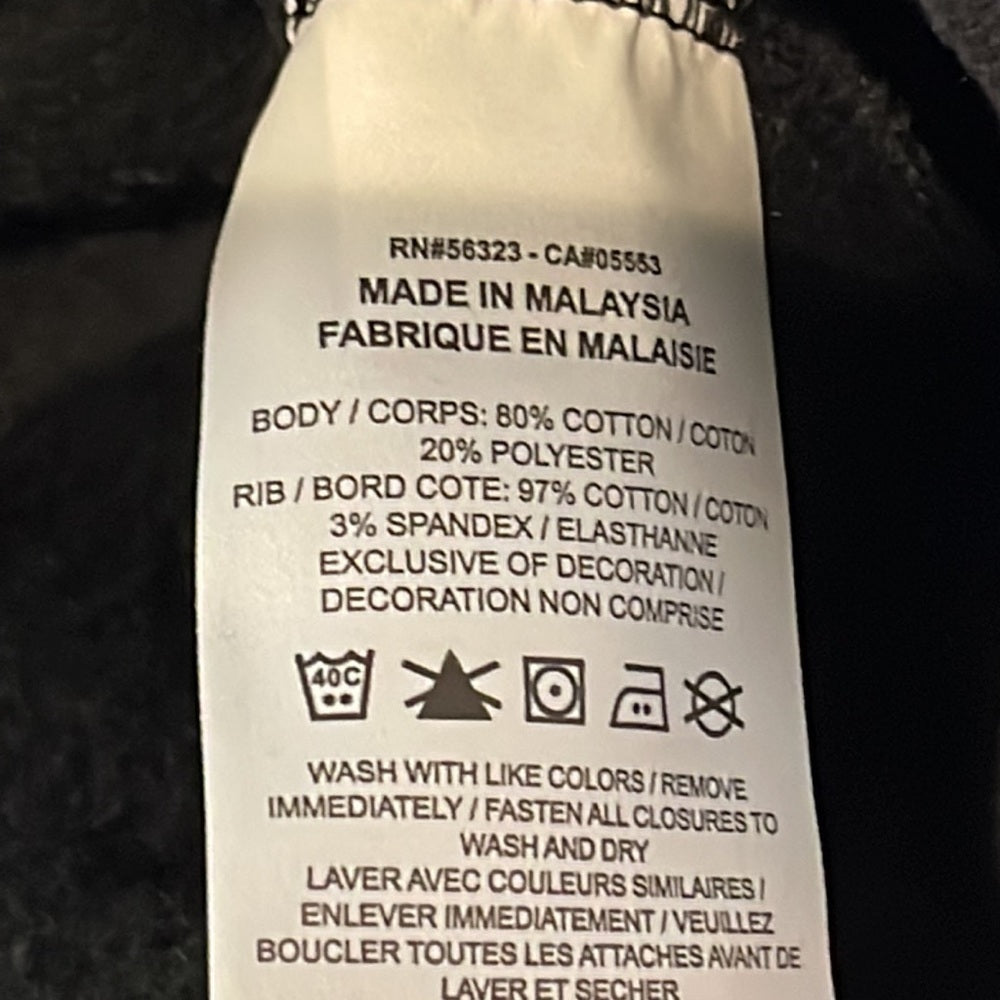 RN#56323 - CA#05553
MADE IN MALAYSIA
FABRIQUE EN MALAISIE
BODY / CORPS: 80% COTTON / COTON
20% POLYESTER
RIB / BORD COTE: 97% COTTON / COTON
3% SPANDEX / ELASTHANNE
EXCLUSIVE OF DECORATION /
DECORATION NON COMPRISE
40C
WASH WITH LIKE COLORS / REMOVE
IMMEDIATELY / FASTEN ALL CLOSURES TO
WASH AND DRY
LAVER AVEC COULEURS SIMILAIRES /
ENLEVER IMMEDIATEMENT / VEUILLEZ
BOUCLER TOUTES LES ATTACHES AVANT DE
LAVER ET SECHER